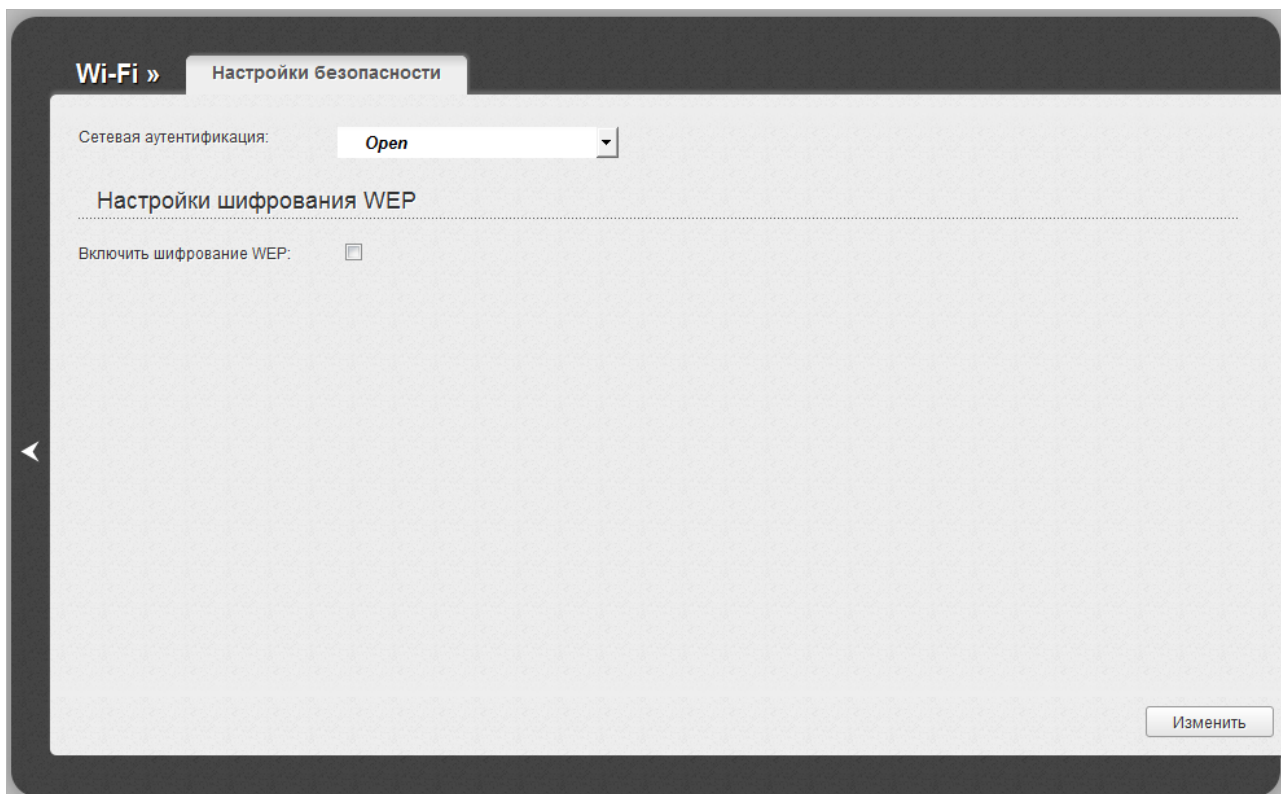 Wi-Fi » Настройки безопасности
Сетевая аутентификация: Open
Настройки шифрования WEP
Включить шифрование WEP:
Изменить